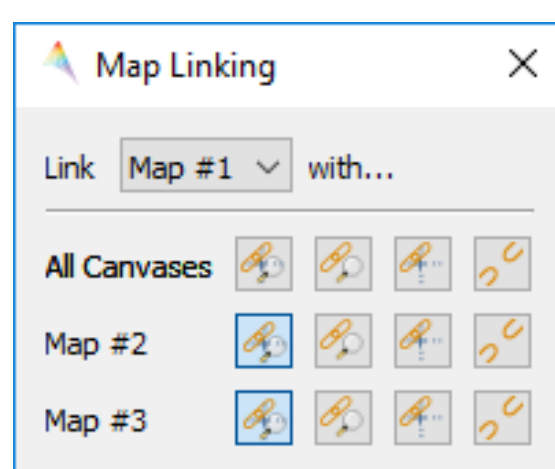 Map Linking
Link Map #1 with...
All Canvases
Map #2
Map #3